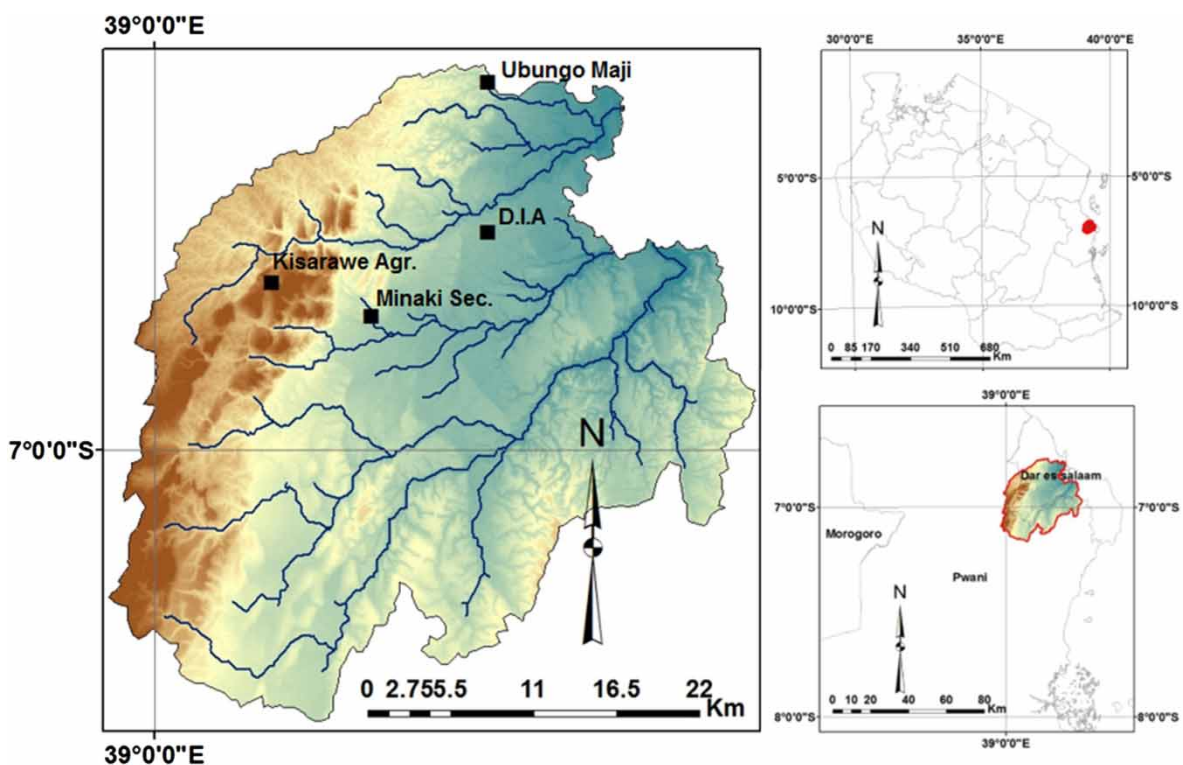 39°0'0"E
Ubungo Maji
D.I.A
Kisarawe Agr.
Minaki Sec.
7°0'0"S
N
0 2.755.5 11 16.5 22
Km
39°0'0"E
30°0'0"E 35°0'0"E 40°0'0"E
5°0'0"S 5°0'0"S
N
10°0'0"S 10°0'0"S
0 85 170 340 510 680
Km
39°0'0"E
Dar es salaam
7°0'0"S 7°0'0"S
Morogoro
Pwani
N
0 10 20 40 60 80
Km
8°0'0"S 8°0'0"S
39°0'0"E